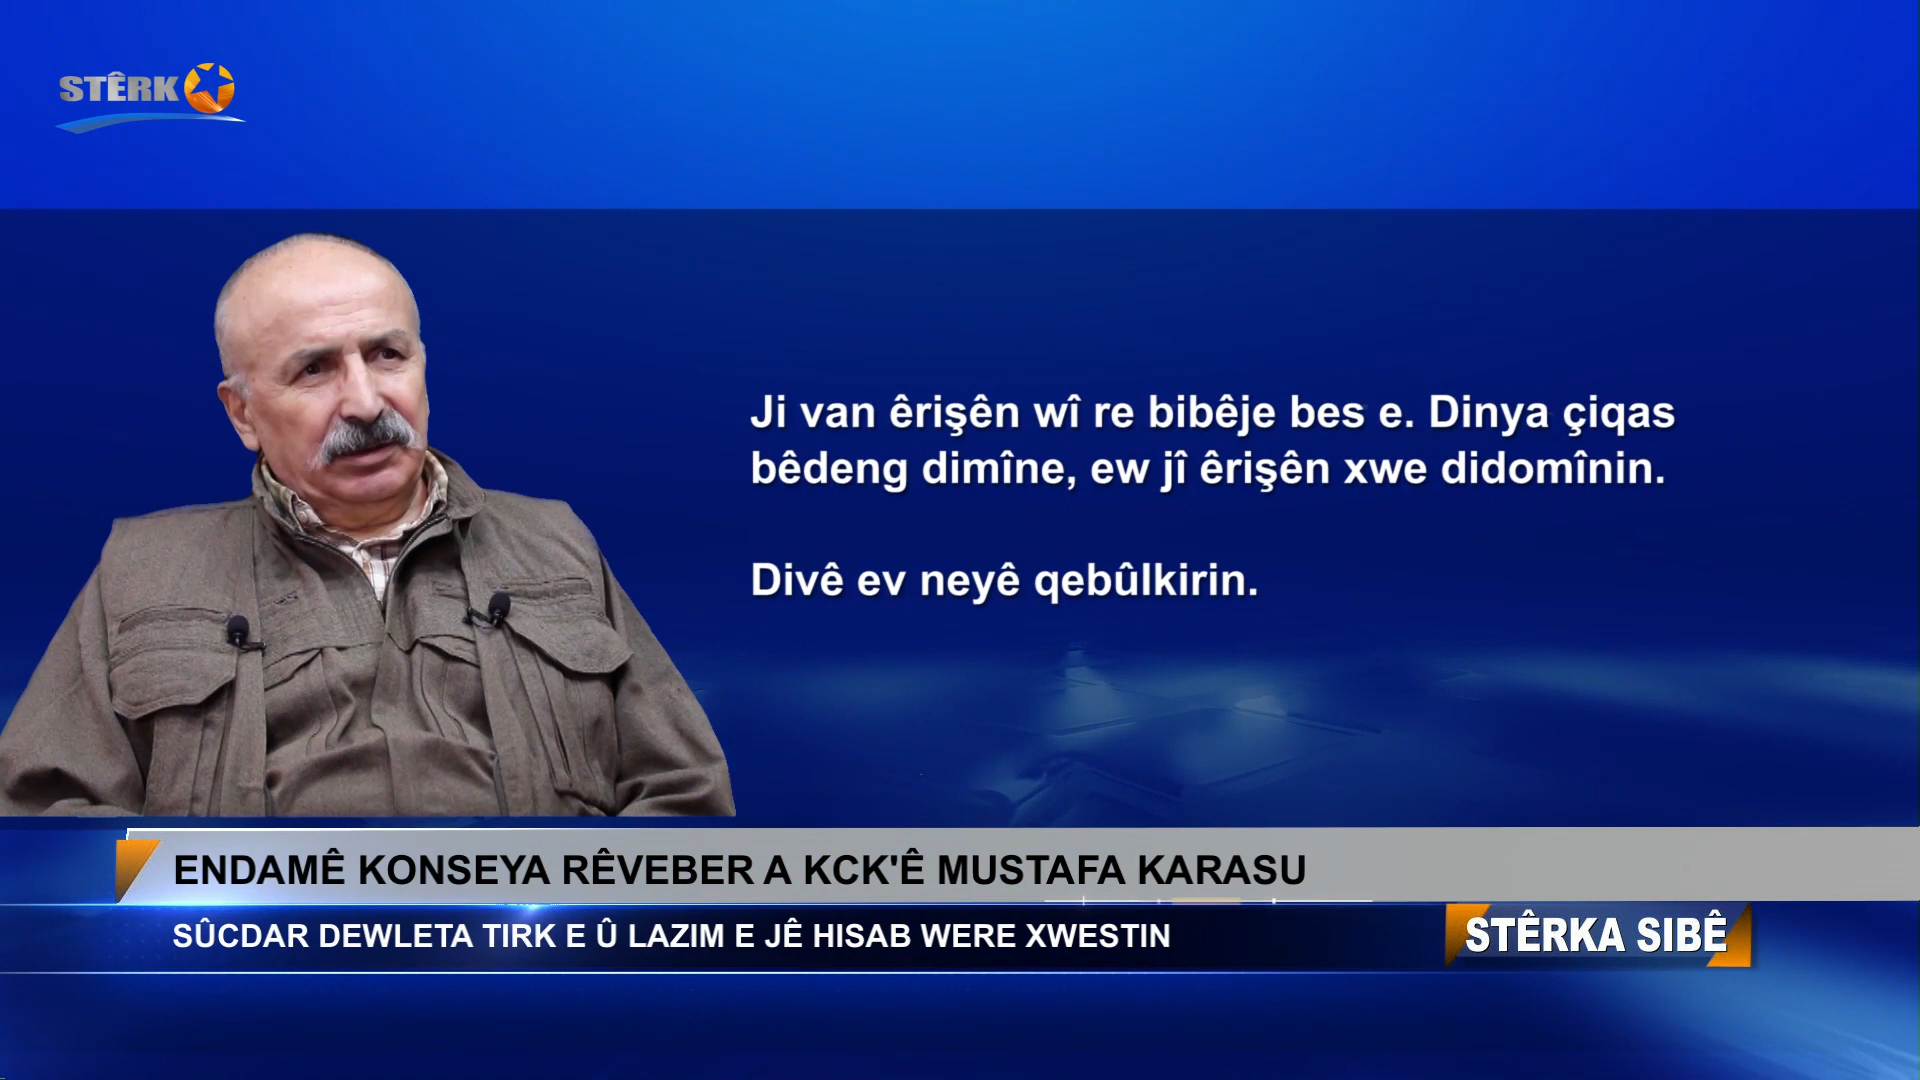 STÊRK
Ji van êrişên wî re bibêje bes e. Dinya çiqas
bêdeng dimîne, ew jî êrişên xwe didomînin.
Divê ev neyê qebûlkirin.
ENDAMÊ KONSEYA RÊVEBER A KCK'Ê MUSTAFA KARASU
SÛCDAR DEWLETA TIRK E Û LAZIM E JÊ HISAB WERE XWESTIN
STÊRKA SIBÊ